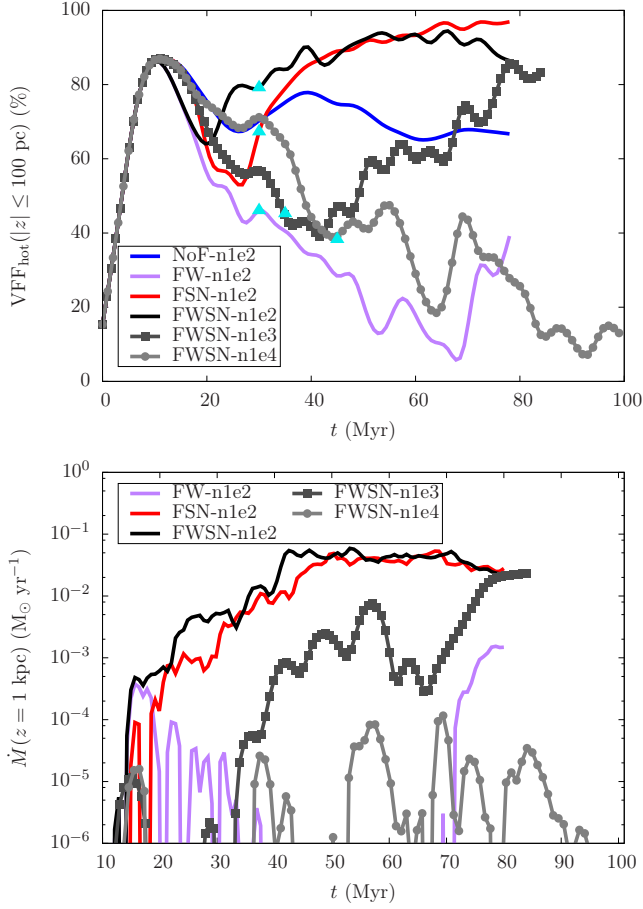 100
80
60
40
20
0
VFF_hot(|z| ≤ 100 pc) (%)
NoF-n1e2
FW-n1e2
FSN-n1e2
FWSN-n1e2
FWSN-n1e3
FWSN-n1e4
0 20 40 60 80 100
t (Myr)
10^0
10^−1
10^−2
10^−3
10^−4
10^−5
10^−6
Ṁ(z = 1 kpc) (M⊙ yr^−1)
FW-n1e2 FWSN-n1e3
FSN-n1e2 FWSN-n1e4
FWSN-n1e2
10 20 30 40 50 60 70 80 90 100
t (Myr)